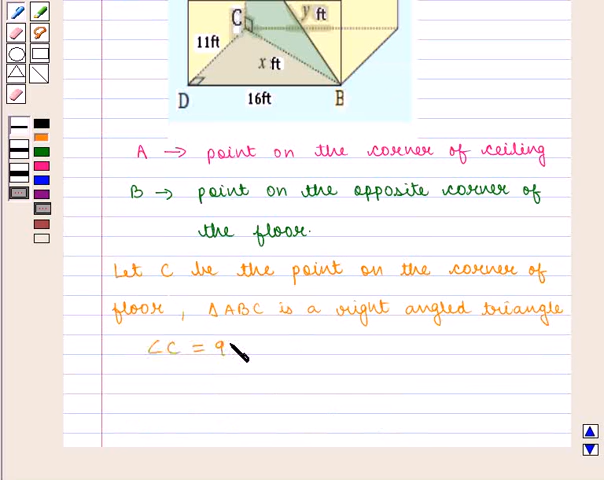 y ft
C
11ft
x ft
D
16ft
B
A → point on the corner of ceiling
B → point on the opposite corner of
the floor.
Let C be the point on the corner of
floor, △ABC is a right angled triangle
∠C = 9